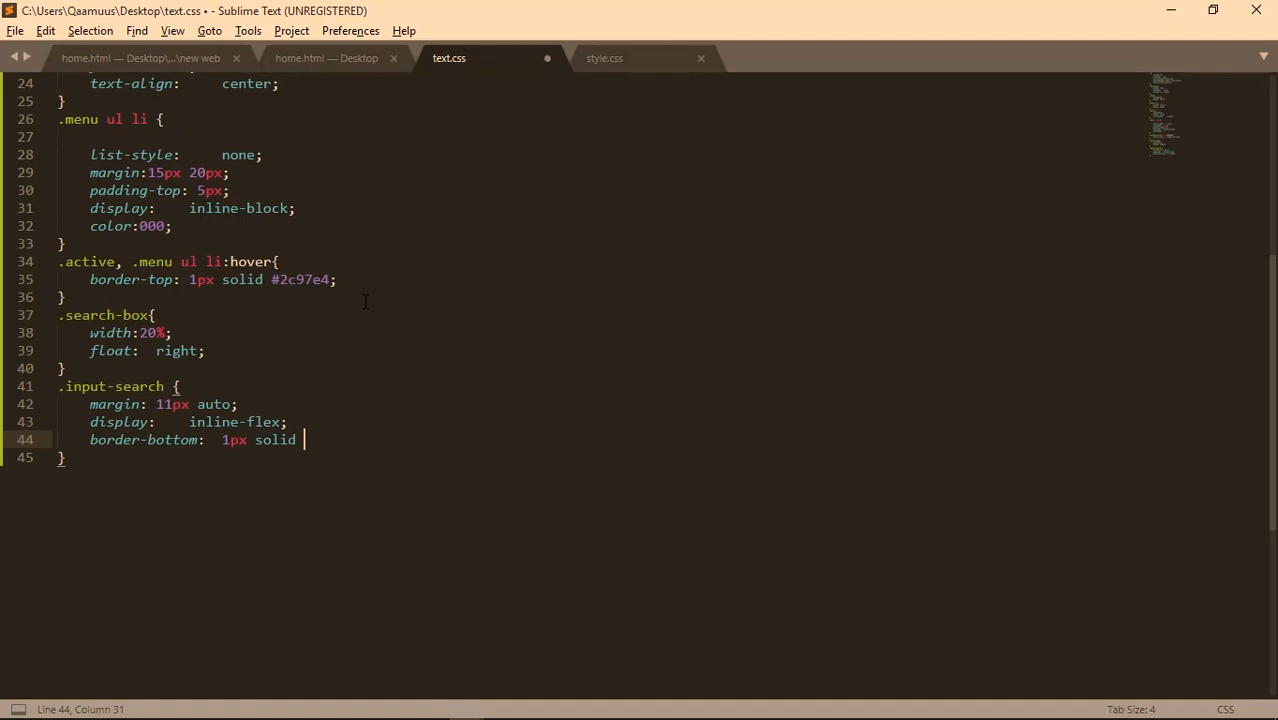 C:\Users\Qaamuus\Desktop\text.css • - Sublime Text (UNREGISTERED)
File Edit Selection Find View Goto Tools Project Preferences Help
home.html — Desktop\...\new web home.html — Desktop text.css style.css
24 text-align: center;
25 }
26 .menu ul li {
27
28 list-style: none;
29 margin:15px 20px;
30 padding-top: 5px;
31 display: inline-block;
32 color:000;
33 }
34 .active, .menu ul li:hover{
35 border-top: 1px solid #2c97e4;
36 }
37 .search-box{
38 width:20%;
39 float: right;
40 }
41 .input-search {
42 margin: 11px auto;
43 display: inline-flex;
44 border-bottom: 1px solid
45 }
Line 44, Column 31 Tab Size: 4 CSS